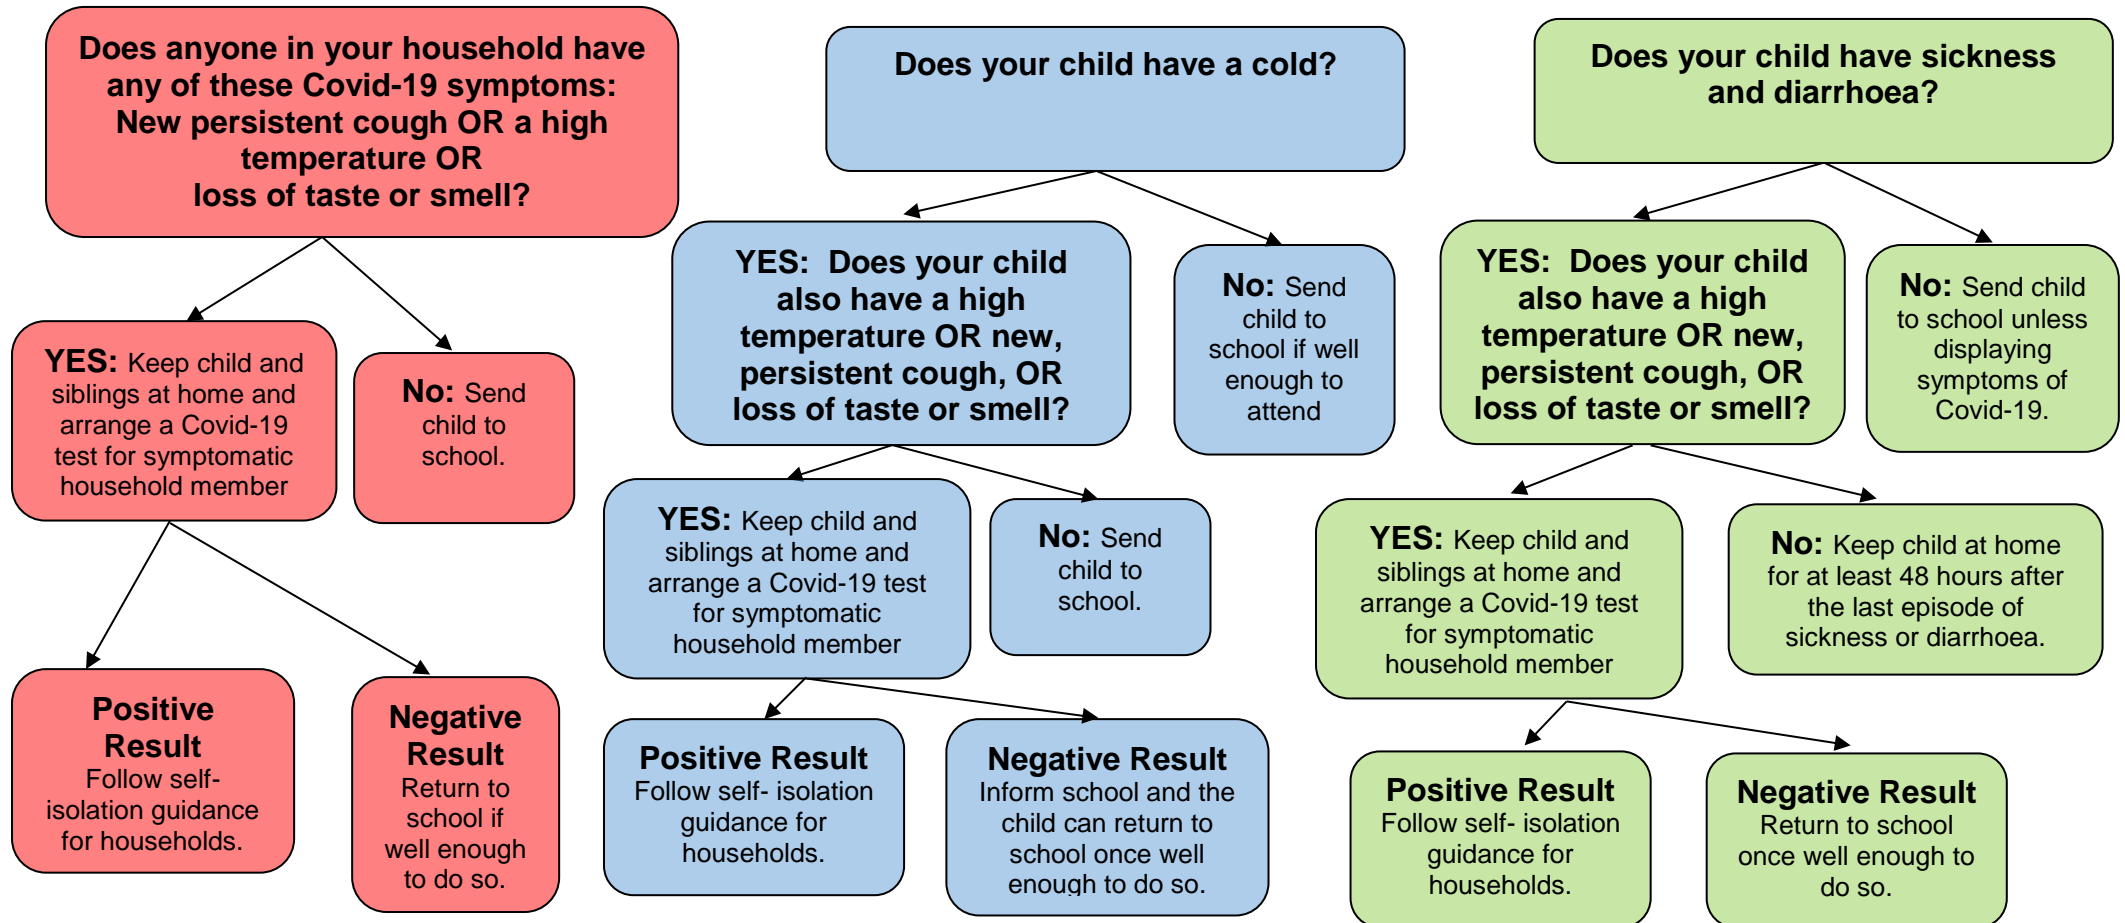 Does anyone in your household have
any of these Covid-19 symptoms:
New persistent cough OR a high
temperature OR
loss of taste or smell?
YES: Keep child and
siblings at home and
arrange a Covid-19
test for symptomatic
household member
No: Send
child to
school.
Positive
Result
Follow self-
isolation guidance
for households.
Negative
Result
Return to
school if
well enough
to do so.
Does your child have a cold?
YES:  Does your child
also have a high
temperature OR new,
persistent cough, OR
loss of taste or smell?
No: Send
child to
school if well
enough to
attend
YES: Keep child and
siblings at home and
arrange a Covid-19 test
for symptomatic
household member
No: Send
child to
school.
Positive Result
Follow self- isolation
guidance for
households.
Negative Result
Inform school and the
child can return to
school once well
enough to do so.
Does your child have sickness
and diarrhoea?
YES:  Does your child
also have a high
temperature OR new,
persistent cough, OR
loss of taste or smell?
No: Send child
to school unless
displaying
symptoms of
Covid-19.
YES: Keep child and
siblings at home and
arrange a Covid-19 test
for symptomatic
household member
No: Keep child at home
for at least 48 hours after
the last episode of
sickness or diarrhoea.
Positive Result
Follow self- isolation
guidance for
households.
Negative Result
Return to school
once well enough to
do so.